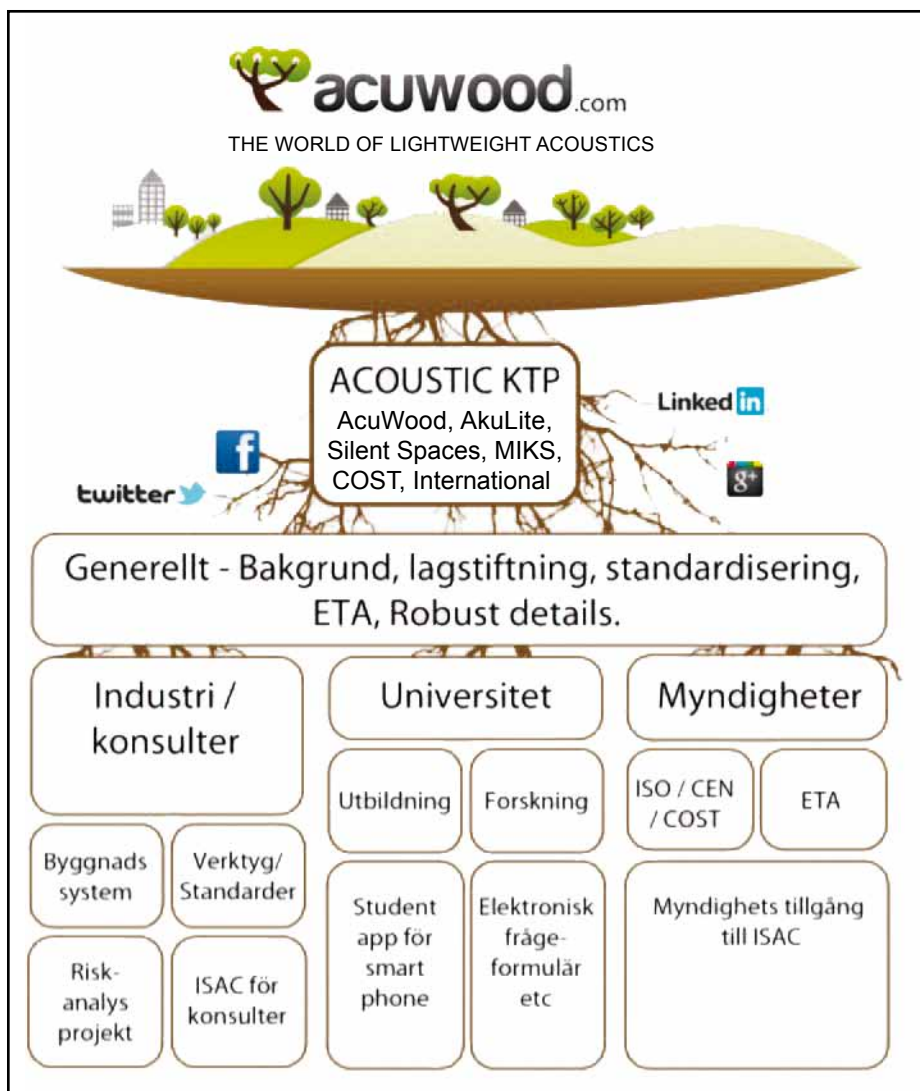 acuwood.com
THE WORLD OF LIGHTWEIGHT ACOUSTICS
ACOUSTIC KTP
AcuWood, AkuLite,
Silent Spaces, MIKS,
COST, International
Linked in
f
twitter
g+
Generellt - Bakgrund, lagstiftning, standardisering,
ETA, Robust details.
Industri /
konsulter
Byggnads
system
Verktyg/
Standarder
Risk-
analys
projekt
ISAC för
konsulter
Universitet
Utbildning
Forskning
Student
app för
smart
phone
Elektronisk
fråge-
formulär
etc
Myndigheter
ISO / CEN
/ COST
ETA
Myndighets tillgång
till ISAC